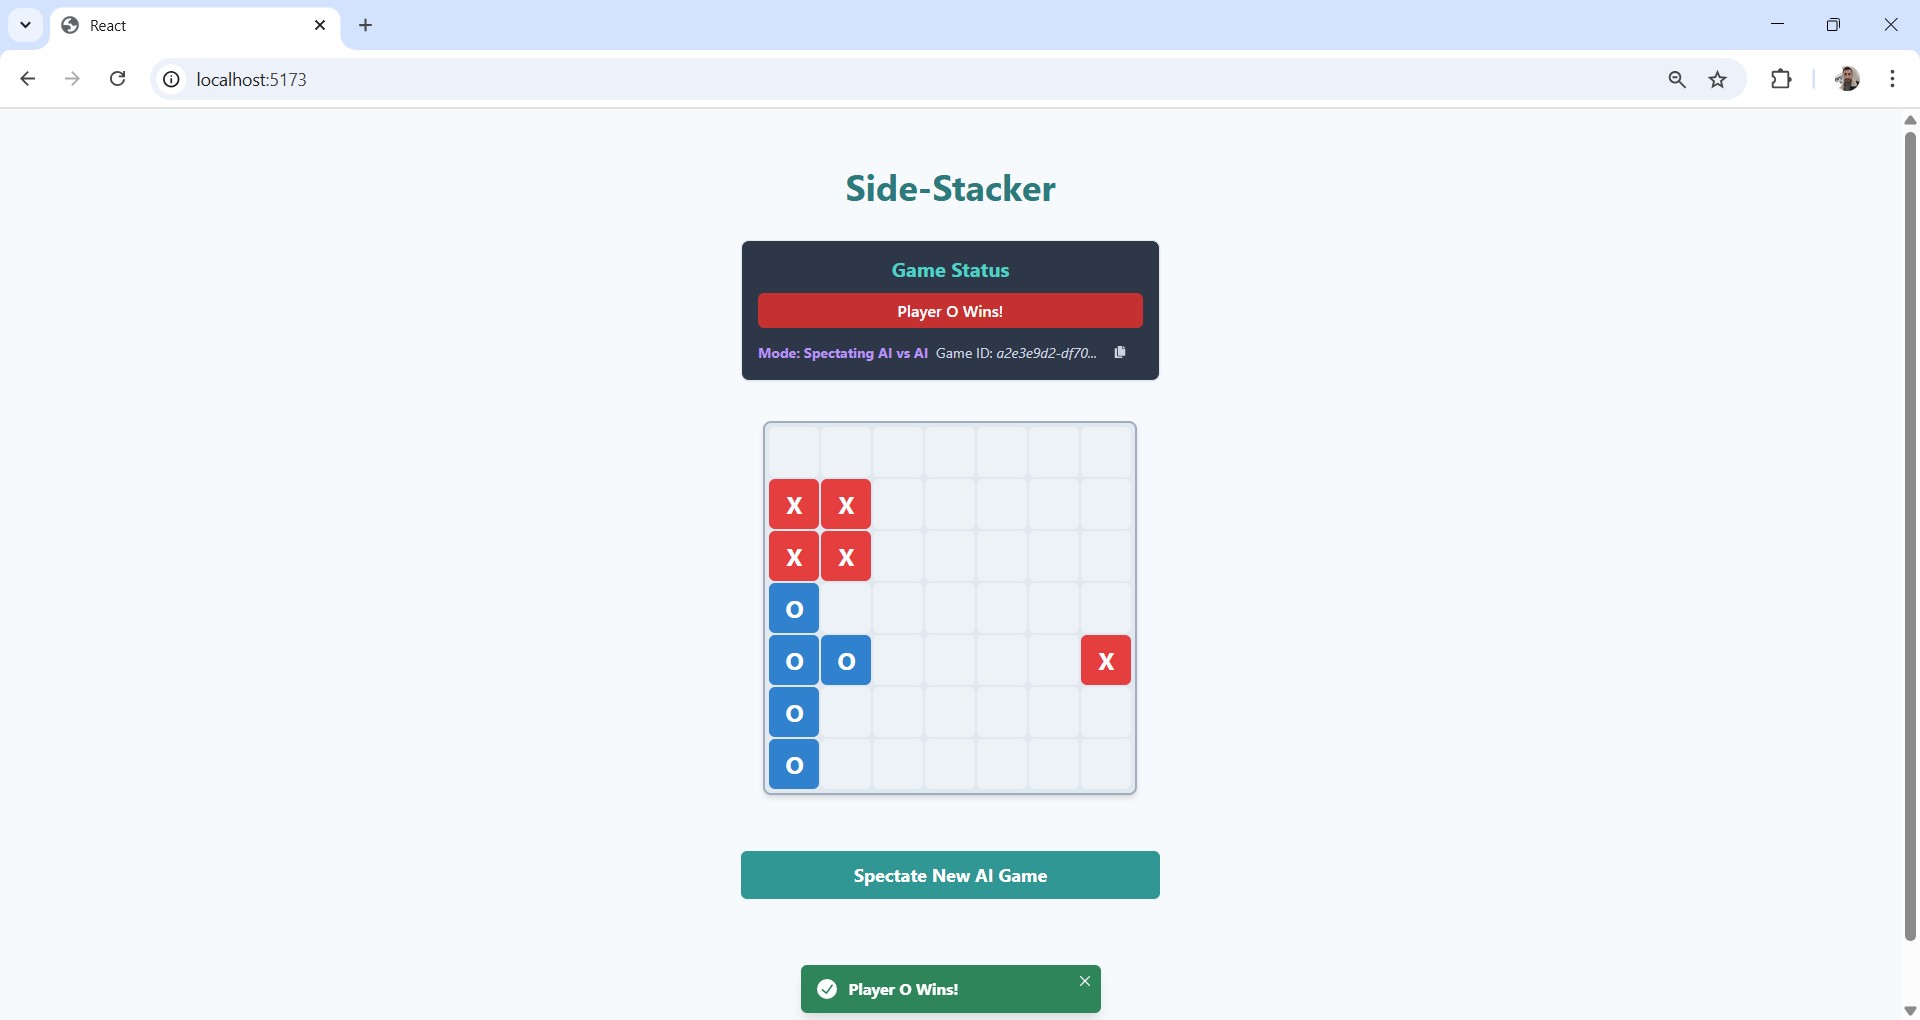 React
localhost:5173
Side-Stacker
Game Status
Player O Wins!
Mode: Spectating AI vs AI Game ID: a2e3e9d2-df70...
X X
X X
O
O O X
O
O
Spectate New AI Game
Player O Wins!